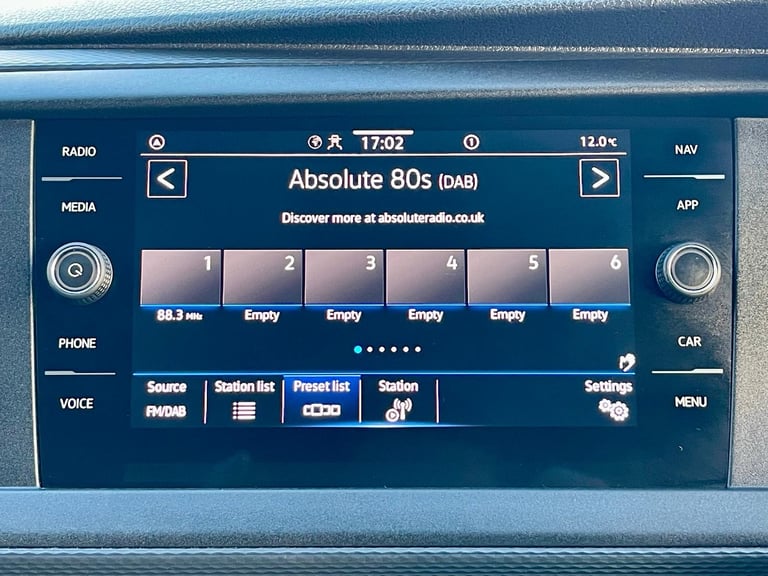 RADIO
MEDIA
PHONE
VOICE
17:02
1
12.0°C
< Absolute 80s (DAB) >
Discover more at absoluteradio.co.uk
1 2 3 4 5 6
88.3 MHz Empty Empty Empty Empty Empty
Source Station list Preset list Station Settings
FM/DAB
NAV
APP
CAR
MENU